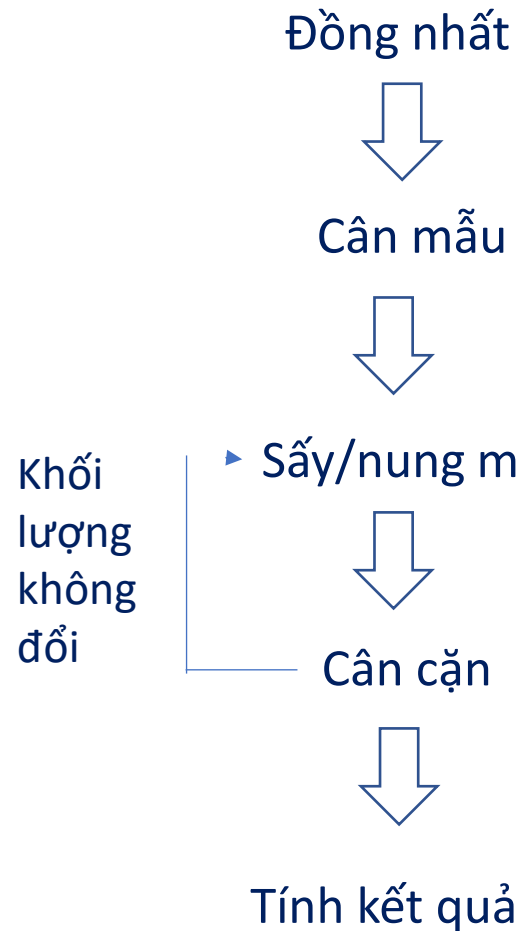 Đồng nhất
Cân mẫu
Sấy/nung m
Khối
lượng
không
đổi
Cân cặn
Tính kết quả